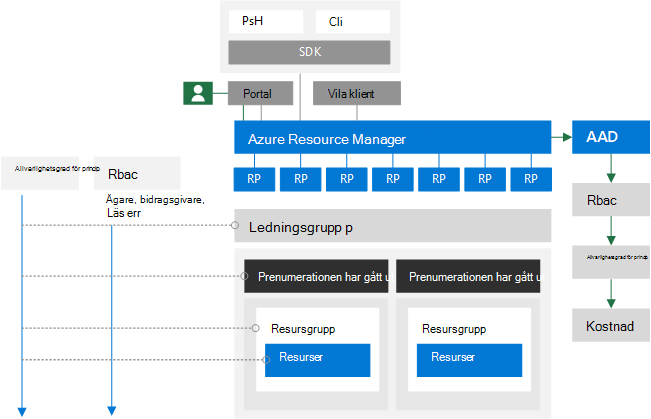 PsH
Cli
SDK
Portal
Vila klient
Azure Resource Manager
AAD
RP
RP
RP
RP
RP
RP
RP
Allvarlighetsgrad för princip
Rbac
Ägare, bidragsgivare,
Läs err
Rbac
Ledningsgrupp p
Allvarlighetsgrad för princip
Prenumerationen har gått u
Prenumerationen har gått u
Resursgrupp
Resurser
Resursgrupp
Resurser
Kostnad